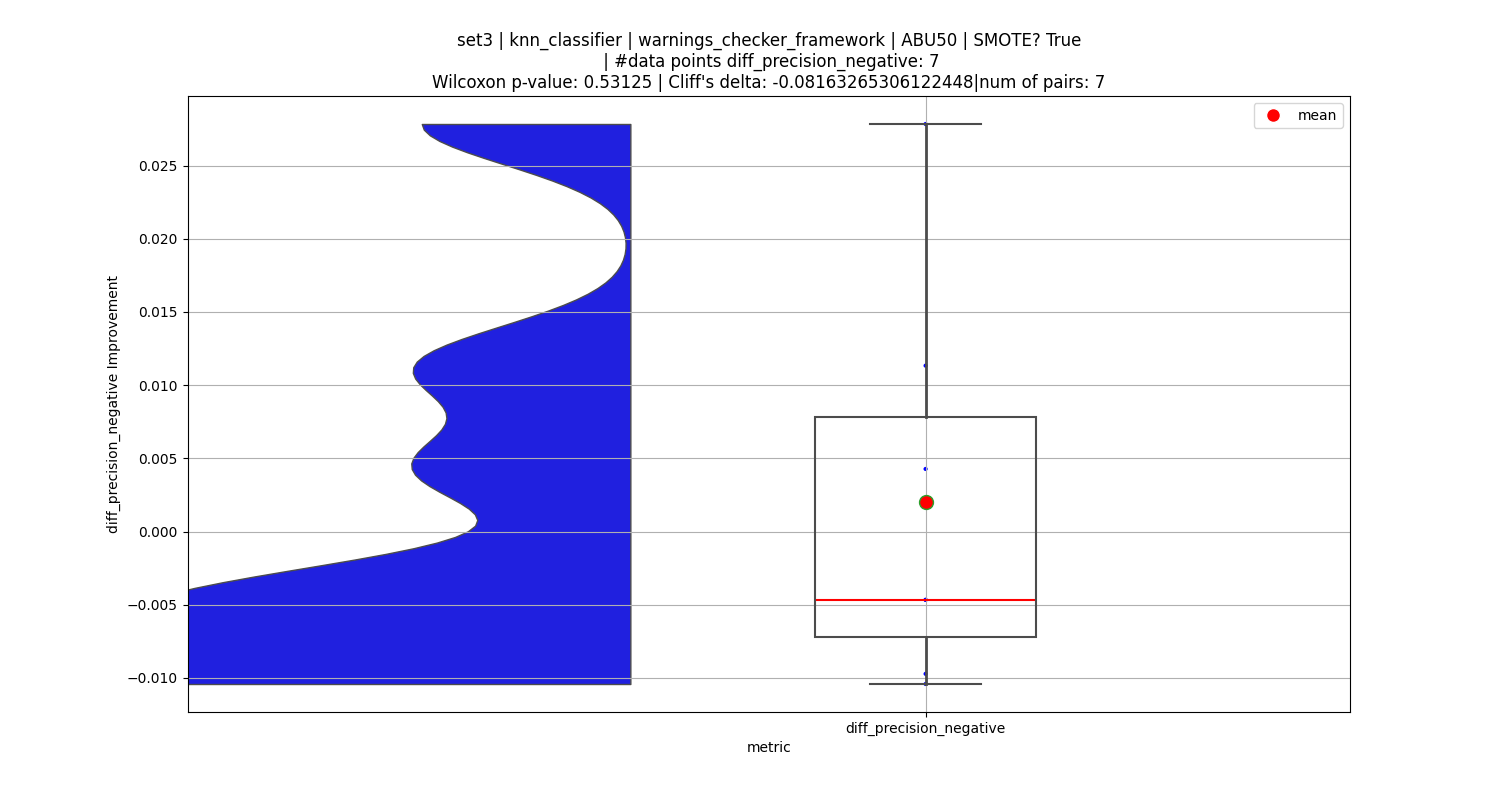 set3 | knn_classifier | warnings_checker_framework | ABU50 | SMOTE? True
| #data points diff_precision_negative: 7
Wilcoxon p-value: 0.53125 | Cliff's delta: -0.08163265306122448|num of pairs: 7
mean
0.025
0.020
0.015
0.010
0.005
0.000
−0.005
−0.010
diff_precision_negative Improvement
diff_precision_negative
metric